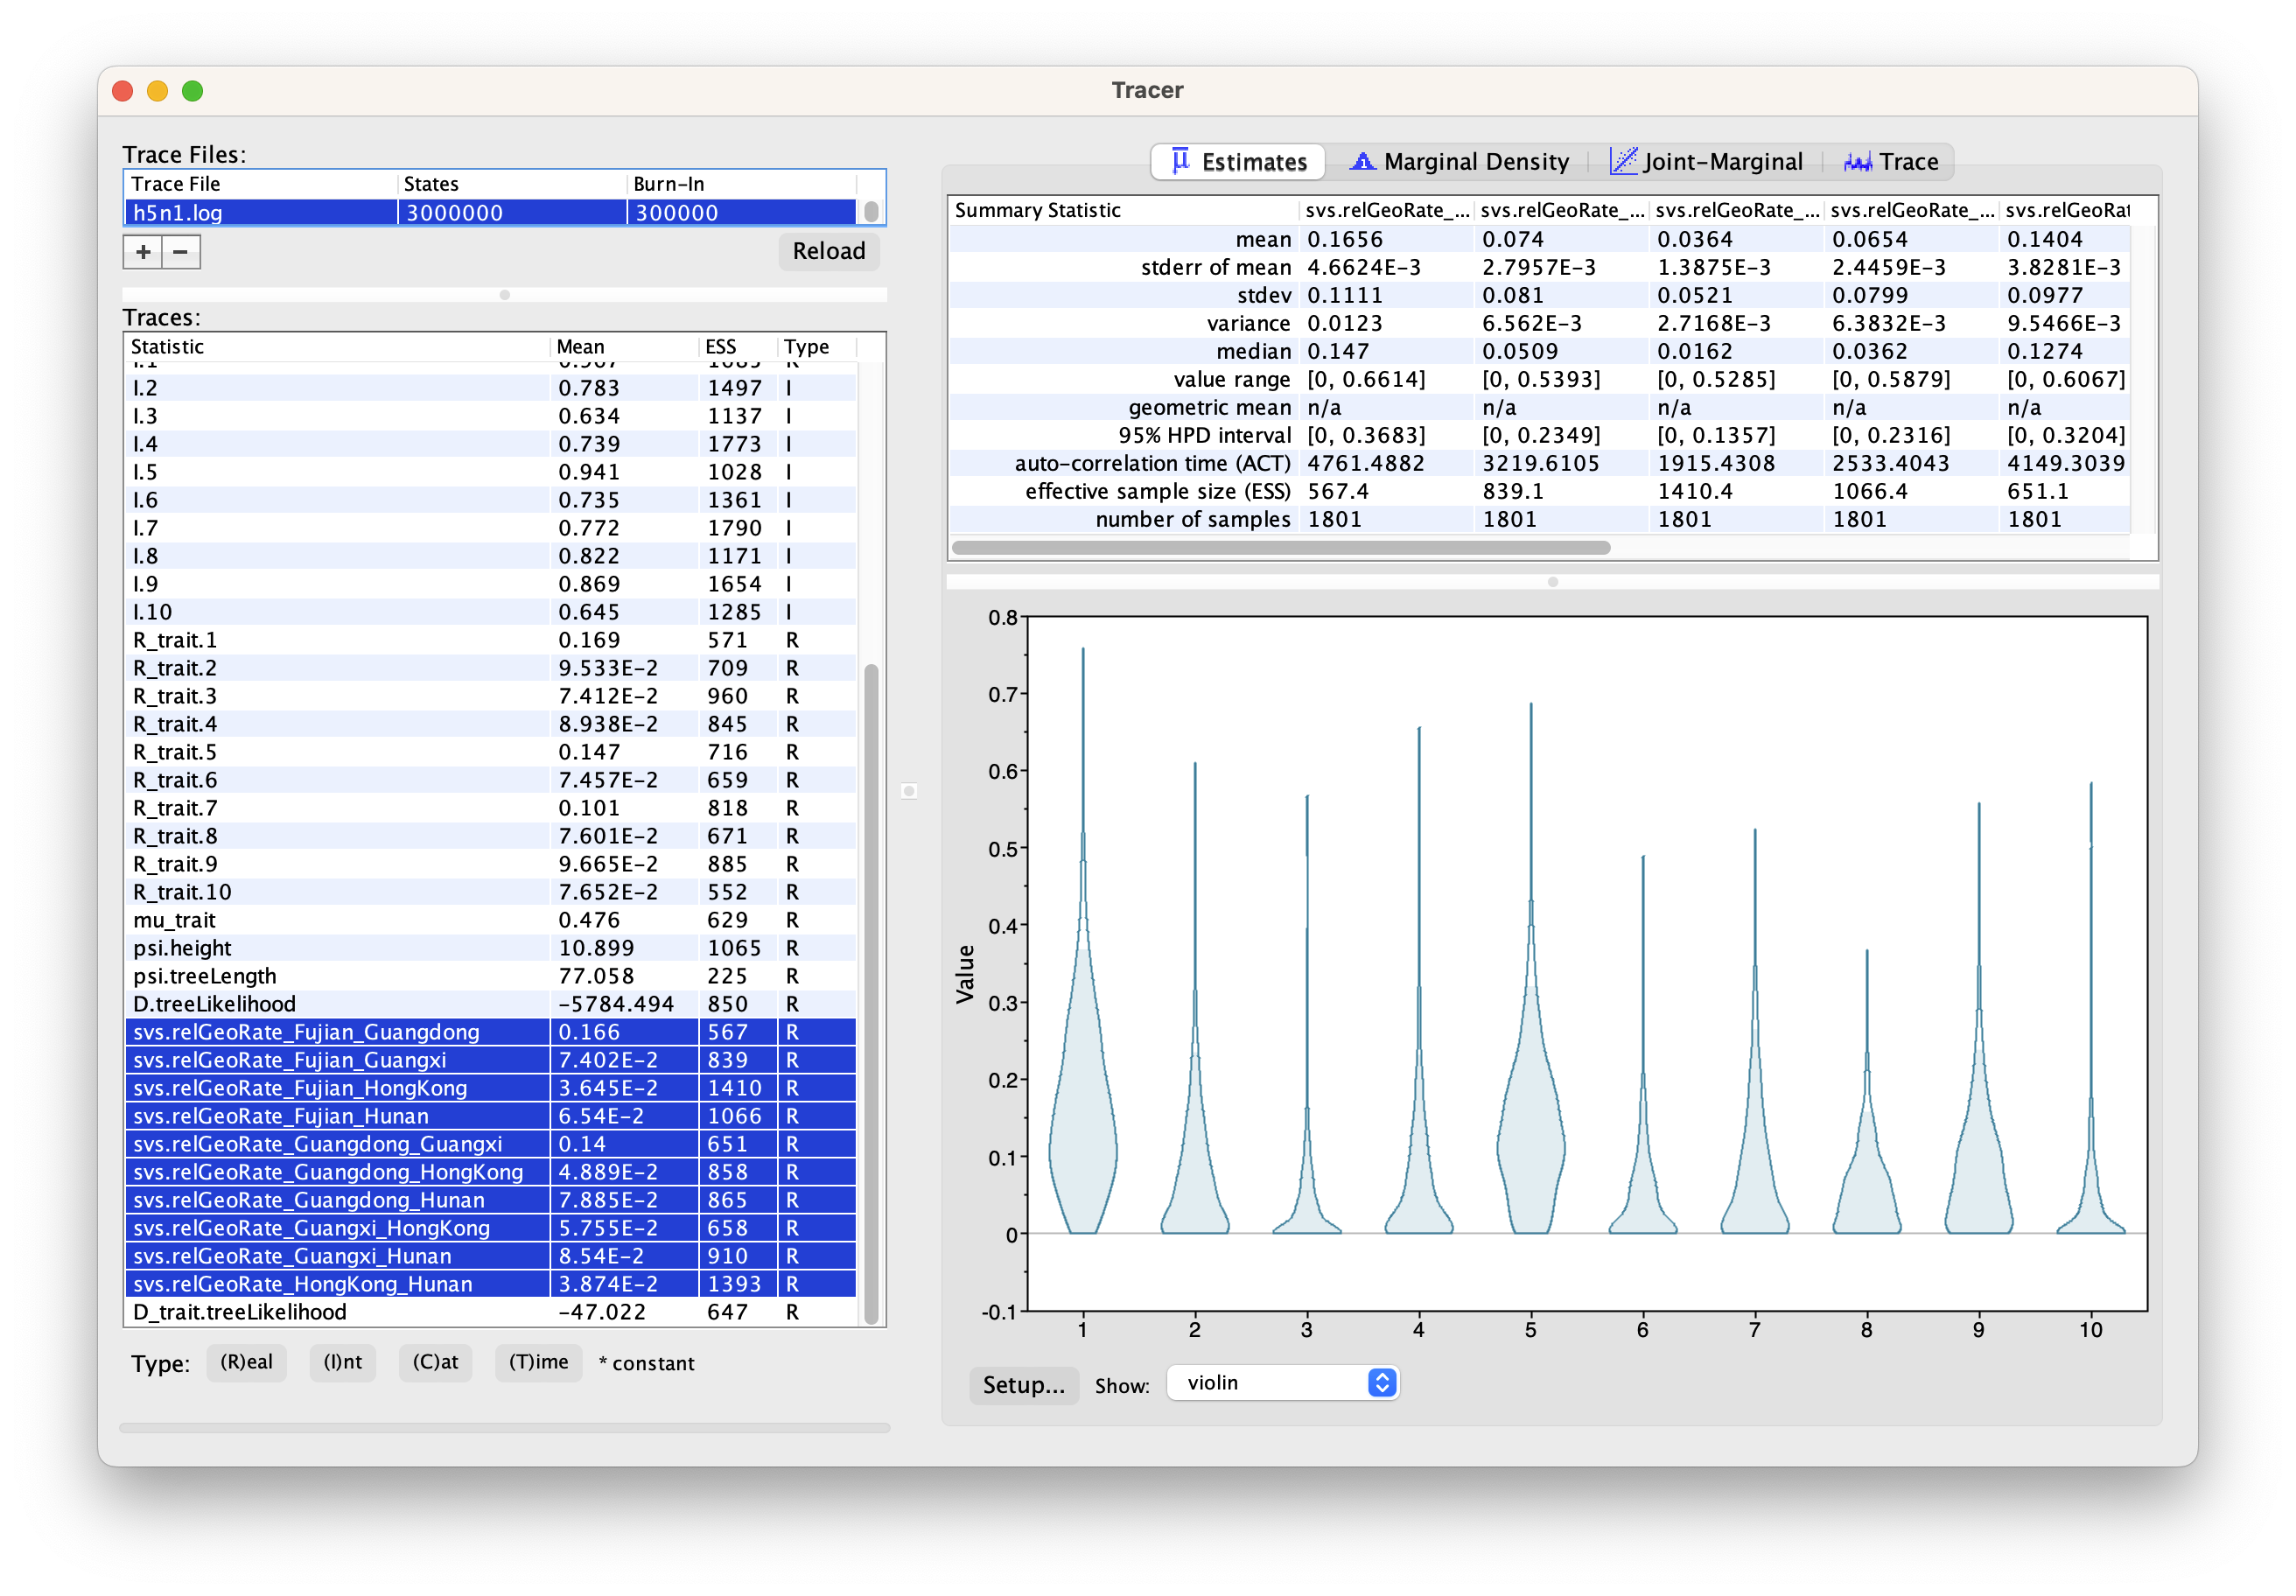 Tracer
Trace Files:
Trace File States Burn-In
h5n1.log 3000000 300000
+ − Reload
Traces:
Statistic Mean ESS Type
I.2 0.783 1497 I
I.3 0.634 1137 I
I.4 0.739 1773 I
I.5 0.941 1028 I
I.6 0.735 1361 I
I.7 0.772 1790 I
I.8 0.822 1171 I
I.9 0.869 1654 I
I.10 0.645 1285 I
R_trait.1 0.169 571 R
R_trait.2 9.533E-2 709 R
R_trait.3 7.412E-2 960 R
R_trait.4 8.938E-2 845 R
R_trait.5 0.147 716 R
R_trait.6 7.457E-2 659 R
R_trait.7 0.101 818 R
R_trait.8 7.601E-2 671 R
R_trait.9 9.665E-2 885 R
R_trait.10 7.652E-2 552 R
mu_trait 0.476 629 R
psi.height 10.899 1065 R
psi.treeLength 77.058 225 R
D.treeLikelihood -5784.494 850 R
svs.relGeoRate_Fujian_Guangdong 0.166 567 R
svs.relGeoRate_Fujian_Guangxi 7.402E-2 839 R
svs.relGeoRate_Fujian_HongKong 3.645E-2 1410 R
svs.relGeoRate_Fujian_Hunan 6.54E-2 1066 R
svs.relGeoRate_Guangdong_Guangxi 0.14 651 R
svs.relGeoRate_Guangdong_HongKong 4.889E-2 858 R
svs.relGeoRate_Guangdong_Hunan 7.885E-2 865 R
svs.relGeoRate_Guangxi_HongKong 5.755E-2 658 R
svs.relGeoRate_Guangxi_Hunan 8.54E-2 910 R
svs.relGeoRate_HongKong_Hunan 3.874E-2 1393 R
D_trait.treeLikelihood -47.022 647 R
Type: (R)eal (I)nt (C)at (T)ime * constant
Estimates Marginal Density Joint-Marginal Trace
Summary Statistic svs.relGeoRate_... svs.relGeoRate_... svs.relGeoRate_... svs.relGeoRate_... svs.relGeoRat
mean 0.1656 0.074 0.0364 0.0654 0.1404
stderr of mean 4.6624E-3 2.7957E-3 1.3875E-3 2.4459E-3 3.8281E-3
stdev 0.1111 0.081 0.0521 0.0799 0.0977
variance 0.0123 6.562E-3 2.7168E-3 6.3832E-3 9.5466E-3
median 0.147 0.0509 0.0162 0.0362 0.1274
value range [0, 0.6614] [0, 0.5393] [0, 0.5285] [0, 0.5879] [0, 0.6067]
geometric mean n/a n/a n/a n/a n/a
95% HPD interval [0, 0.3683] [0, 0.2349] [0, 0.1357] [0, 0.2316] [0, 0.3204]
auto-correlation time (ACT) 4761.4882 3219.6105 1915.4308 2533.4043 4149.3039
effective sample size (ESS) 567.4 839.1 1410.4 1066.4 651.1
number of samples 1801 1801 1801 1801 1801
0.8
0.7
0.6
0.5
0.4
0.3
0.2
0.1
0
-0.1
Value
1 2 3 4 5 6 7 8 9 10
Setup... Show: violin